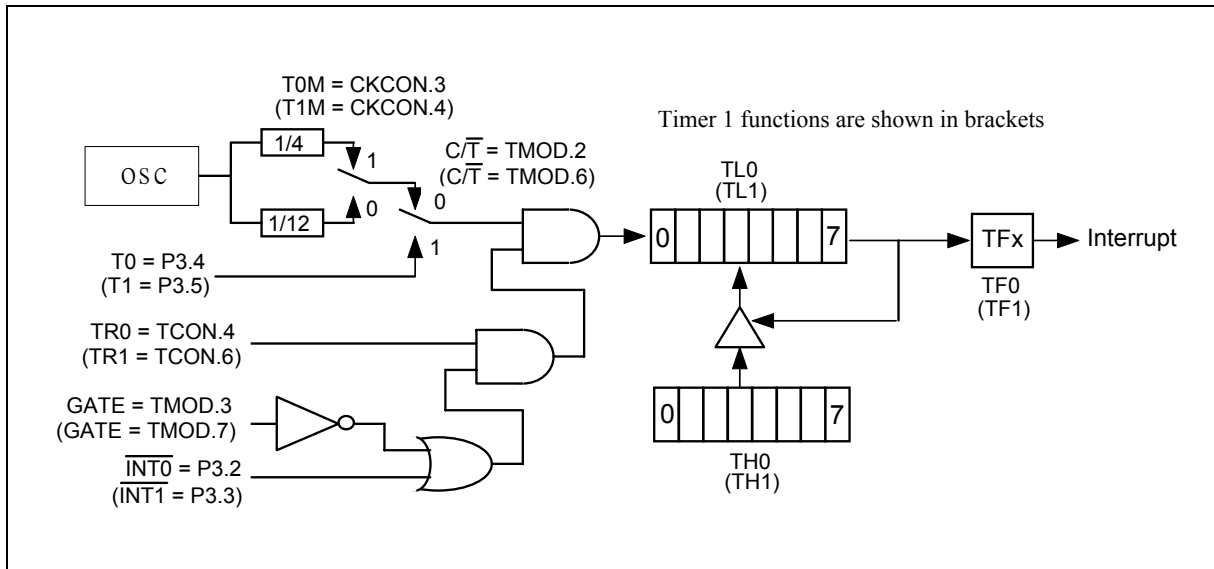 T0M = CKCON.3
(T1M = CKCON.4)
Timer 1 functions are shown in brackets
1/4
1
C/T̅ = TMOD.2
(C/T̅ = TMOD.6)
OSC
0
0
1/12
1
T0 = P3.4
(T1 = P3.5)
TL0
(TL1)
0 7
TFx
Interrupt
TF0
(TF1)
TR0 = TCON.4
(TR1 = TCON.6)
GATE = TMOD.3
(GATE = TMOD.7)
I̅N̅T̅0̅ = P3.2
(I̅N̅T̅1̅ = P3.3)
0 7
TH0
(TH1)